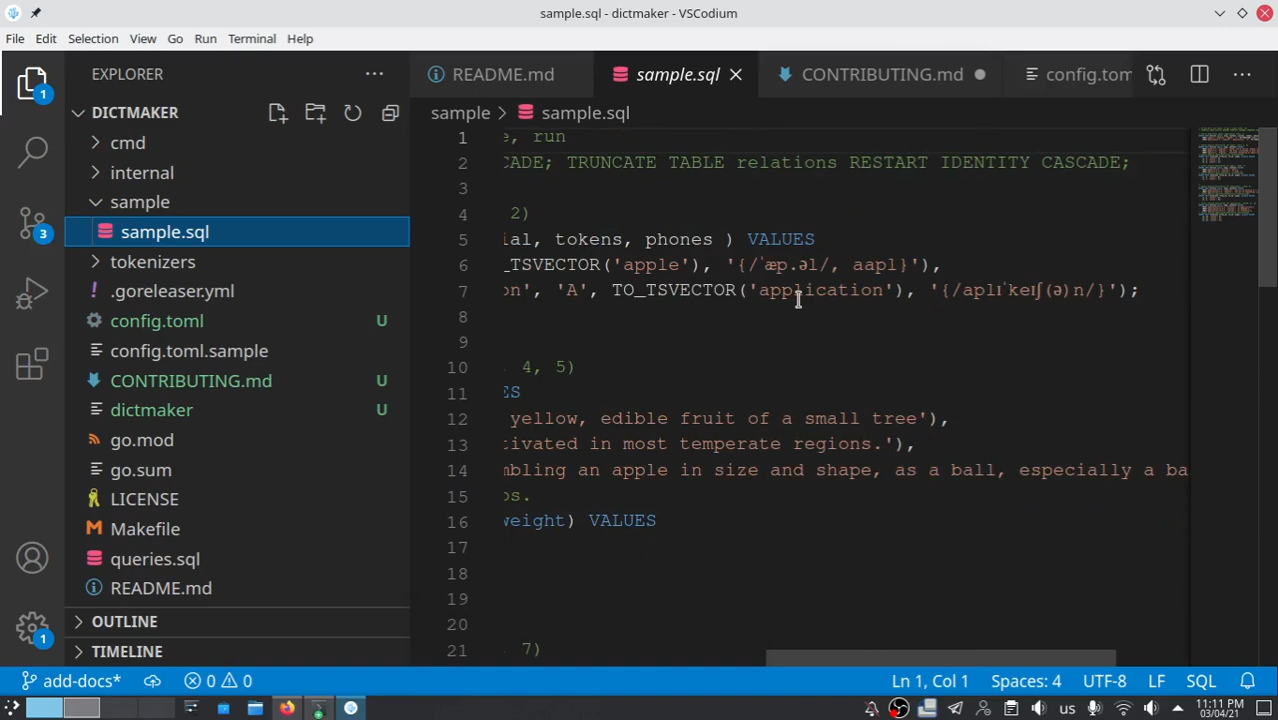 sample.sql - dictmaker - VSCodium
File Edit Selection View Go Run Terminal Help
EXPLORER
README.md
sample.sql
CONTRIBUTING.md
config.tom
1
DICTMAKER
sample > sample.sql
cmd
internal
sample
sample.sql
tokenizers
.goreleaser.yml
config.toml U
config.toml.sample
CONTRIBUTING.md U
dictmaker U
go.mod
go.sum
LICENSE
Makefile
queries.sql
README.md
OUTLINE
TIMELINE
3
1
1 e, run
2 CADE; TRUNCATE TABLE relations RESTART IDENTITY CASCADE;
3
4 2)
5 ial, tokens, phones ) VALUES
6 _TSVECTOR('apple'), '{/ˈæp.əl/, aapl}'),
7 on', 'A', TO_TSVECTOR('application'), '{/aplɪˈkeɪʃ(ə)n/}');
8
9
10 , 4, 5)
11 ES
12 yellow, edible fruit of a small tree'),
13 tivated in most temperate regions.'),
14 mbling an apple in size and shape, as a ball, especially a ba
15 ps.
16 weight) VALUES
17
18
19
20
21 , 7)
add-docs* 0 0 Ln 1, Col 1 Spaces: 4 UTF-8 LF SQL
us
11:11 PM
03/04/21